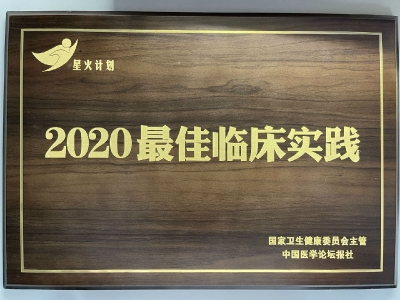 星火计划
2020最佳临床实践
国家卫生健康委员会主管
中国医学论坛报社